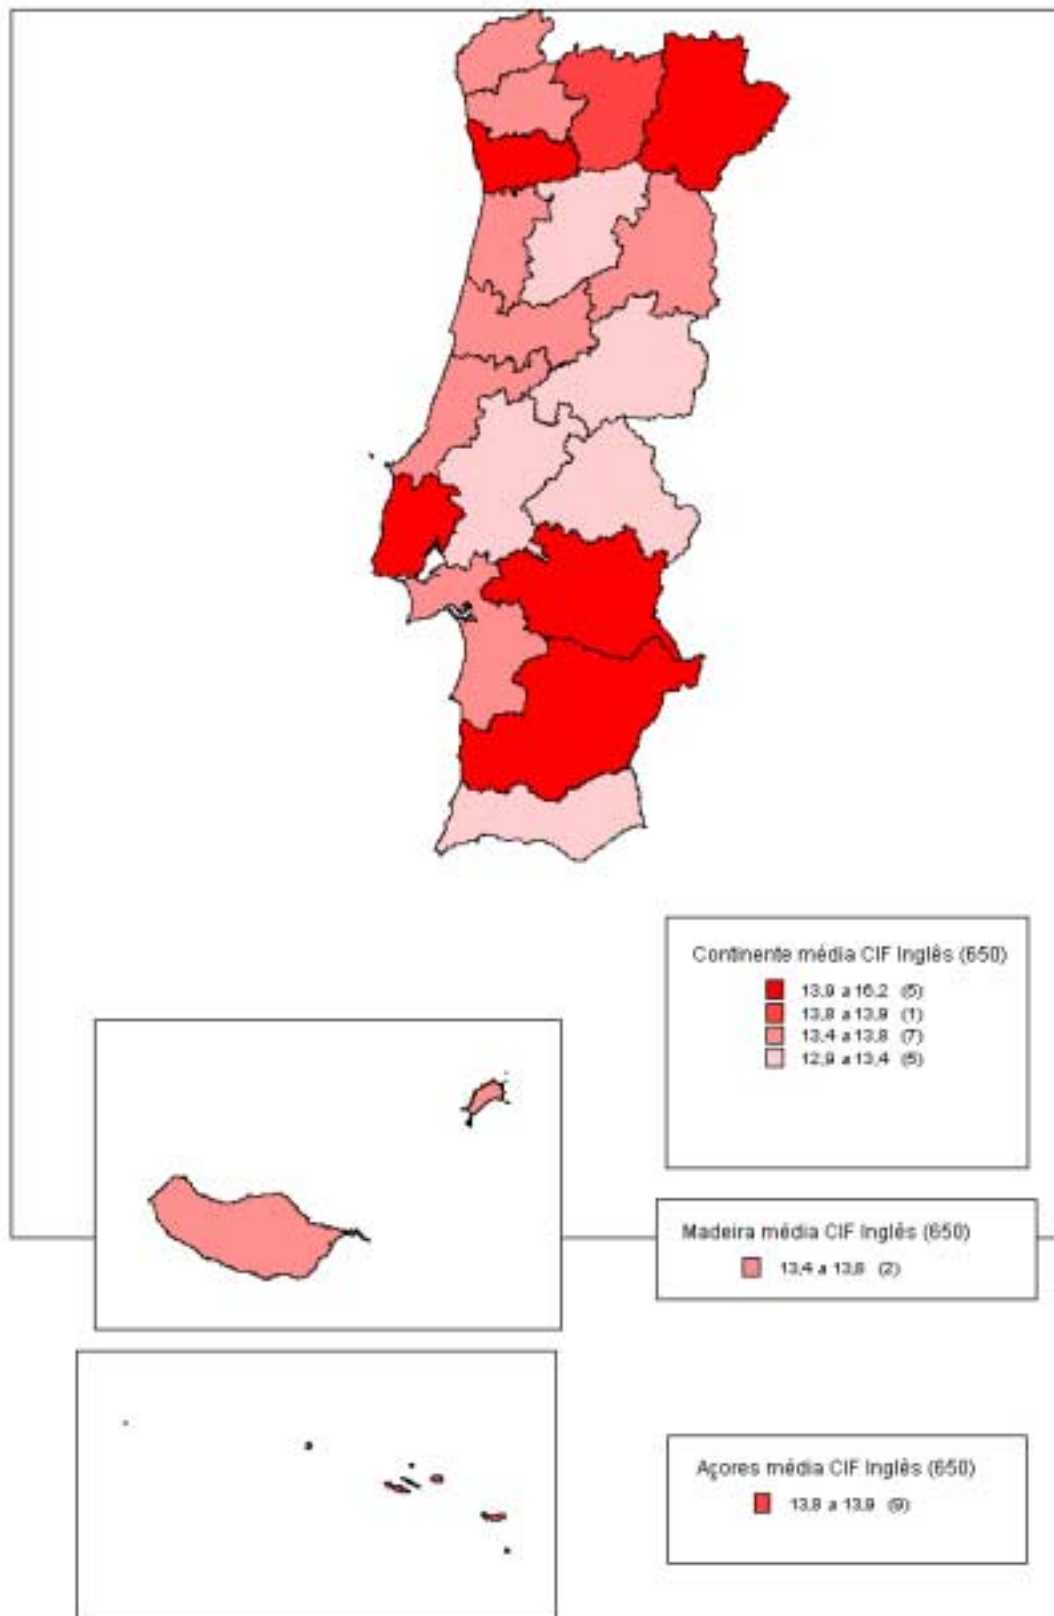 Continente média CIF Inglês (650)
13,9 a 16,2 (5)
13,8 a 13,9 (1)
13,4 a 13,8 (7)
12,9 a 13,4 (5)
Madeira média CIF Inglês (650)
13,4 a 13,8 (2)
Açores média CIF Inglês (650)
13,8 a 13,9 (9)